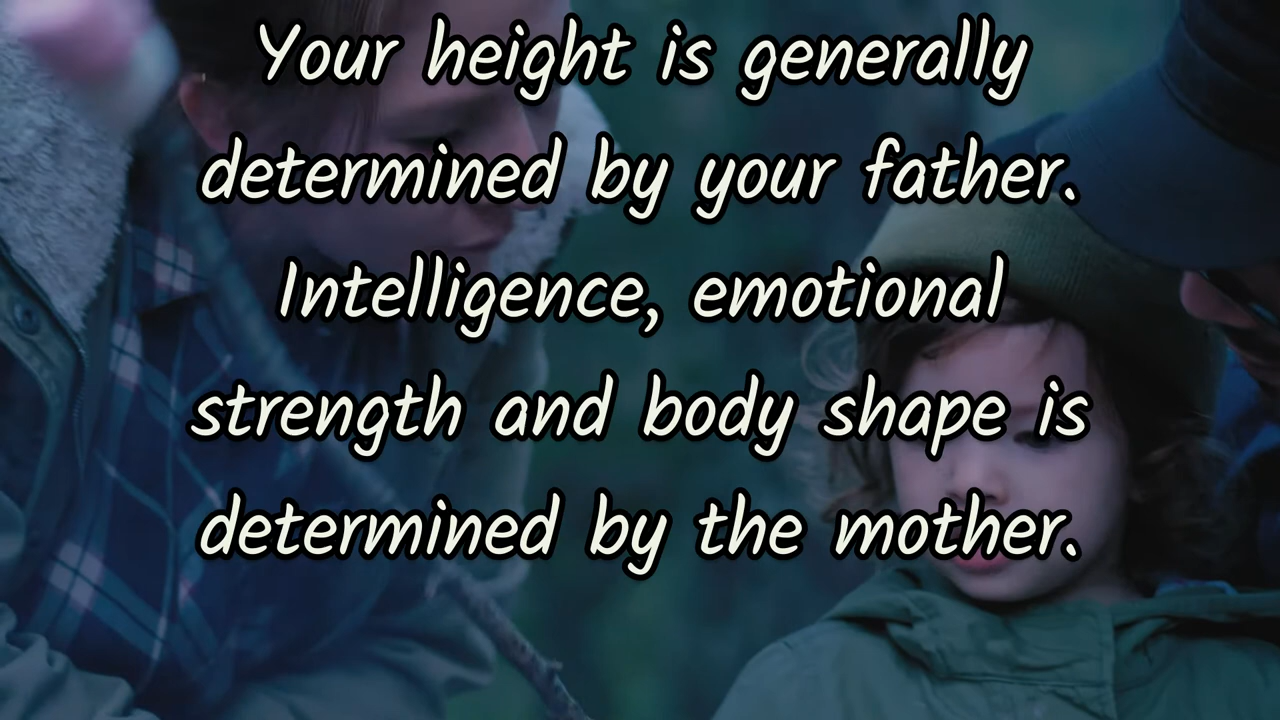 Your height is generally
determined by your father.
Intelligence, emotional
strength and body shape is
determined by the mother.